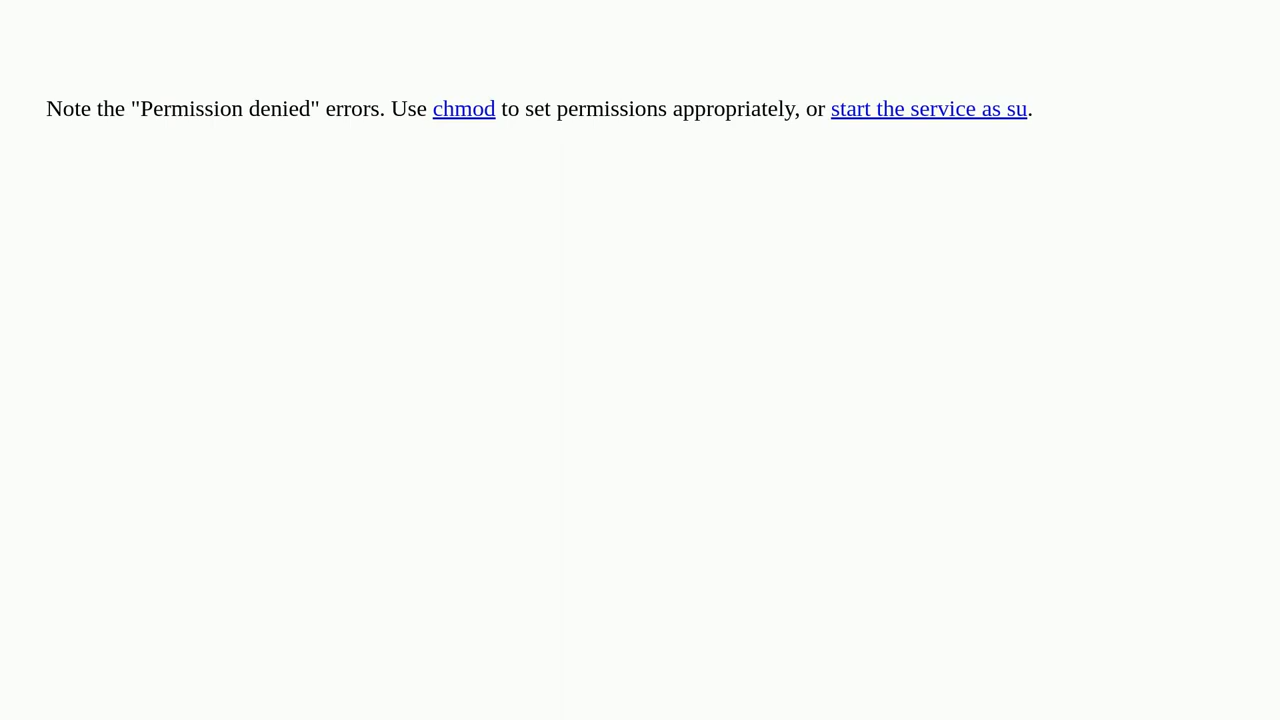 Note the "Permission denied" errors. Use chmod to set permissions appropriately, or start the service as su.